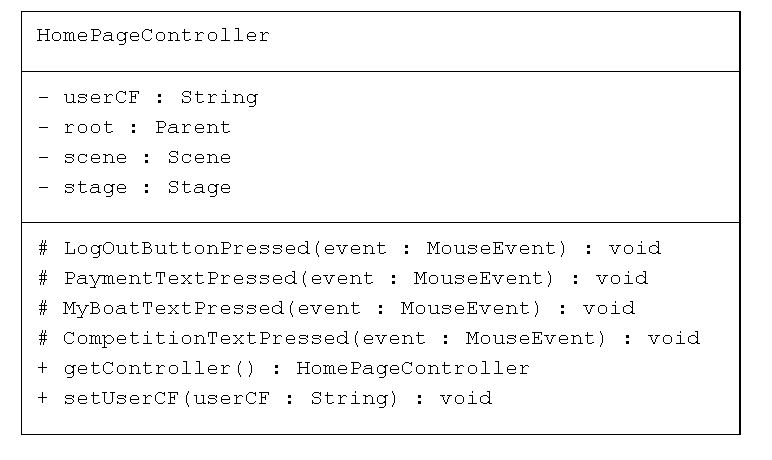 HomePageController
- userCF : String
- root : Parent
- scene : Scene
- stage : Stage
# LogOutButtonPressed(event : MouseEvent) : void
# PaymentTextPressed(event : MouseEvent) : void
# MyBoatTextPressed(event : MouseEvent) : void
# CompetitionTextPressed(event : MouseEvent) : void
+ getController() : HomePageController
+ setUserCF(userCF : String) : void